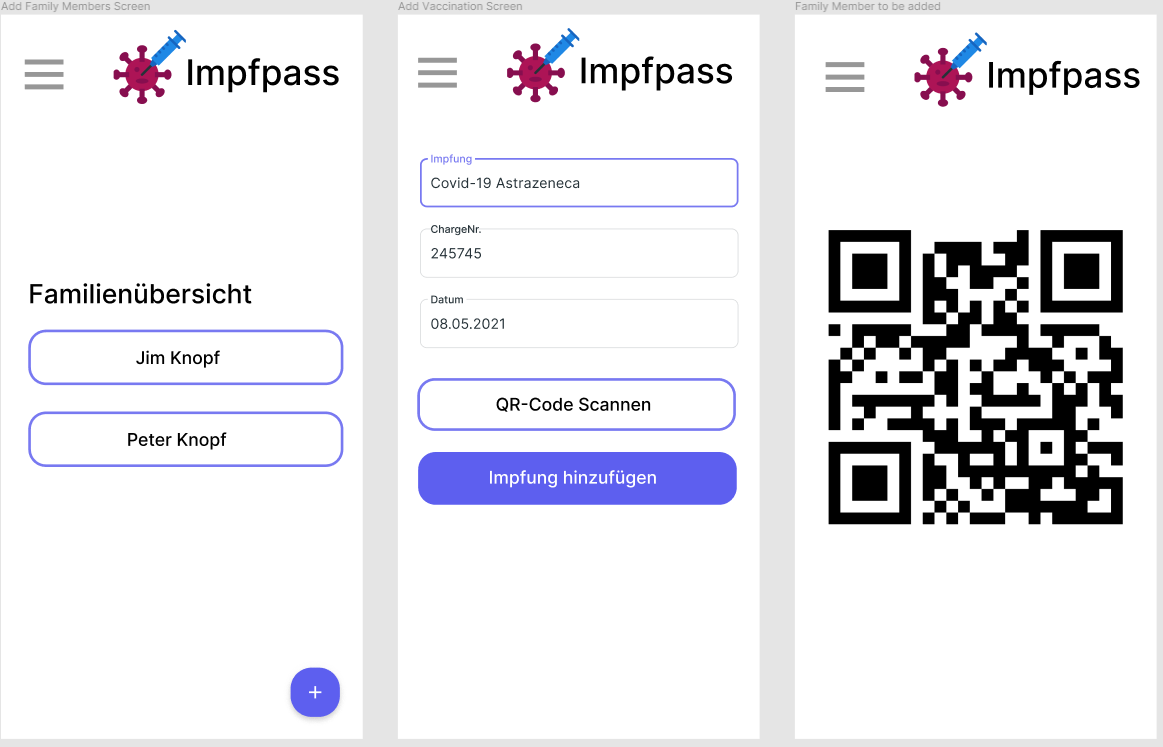 Add Family Members Screen
Impfpass
Familienübersicht
Jim Knopf
Peter Knopf
+
Add Vaccination Screen
Impfpass
Impfung
Covid-19 Astrazeneca
ChargeNr.
245745
Datum
08.05.2021
QR-Code Scannen
Impfung hinzufügen
Family Member to be added
Impfpass